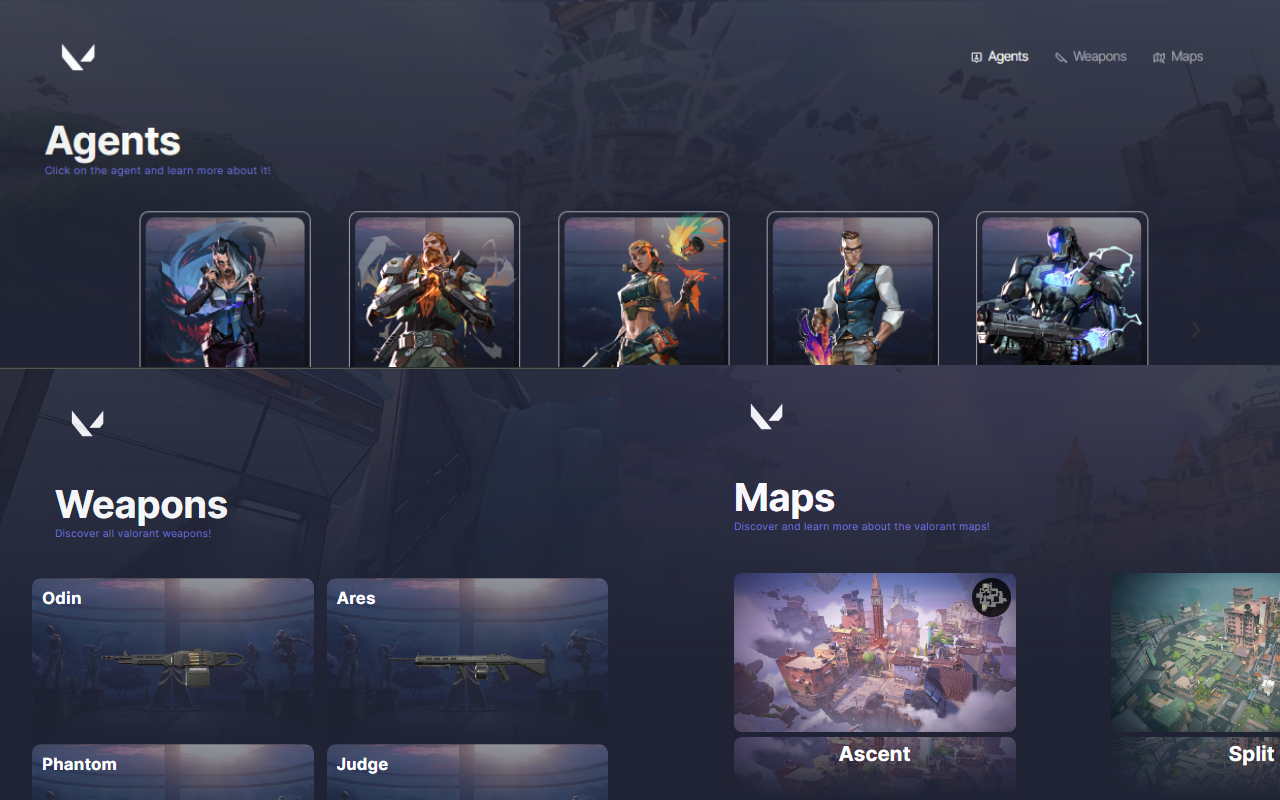 Agents
Weapons
Maps
Agents
Click on the agent and learn more about it!
Weapons
Discover all valorant weapons!
Odin
Ares
Phantom
Judge
Maps
Discover and learn more about the valorant maps!
Ascent
Split